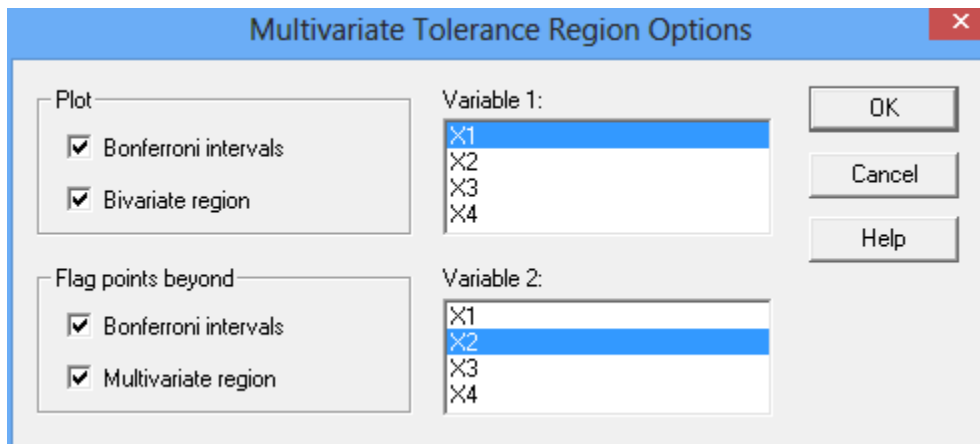 Multivariate Tolerance Region Options
Plot
Bonferroni intervals
Bivariate region
Variable 1:
X1
X2
X3
X4
OK
Cancel
Help
Flag points beyond
Bonferroni intervals
Multivariate region
Variable 2:
X1
X2
X3
X4